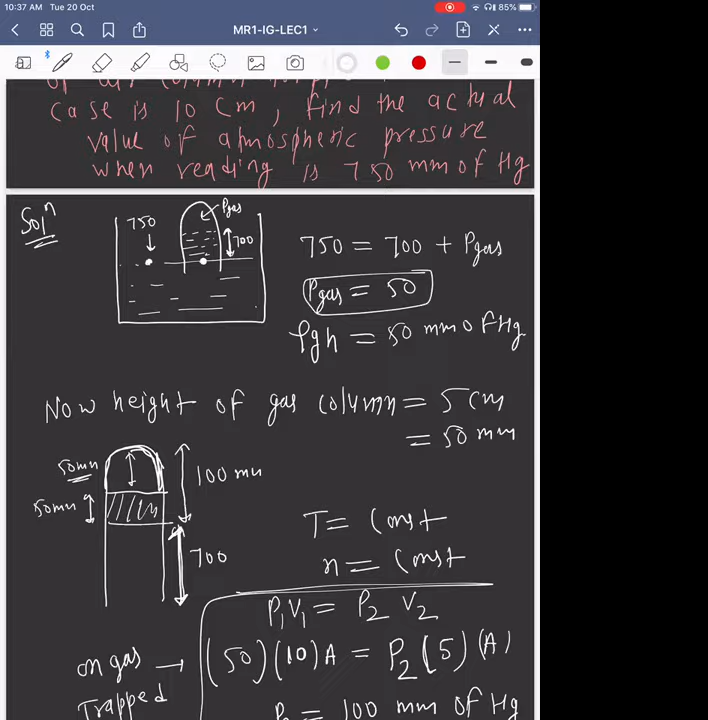 10:37 AM Tue 20 Oct
85%
MR1-IG-LEC1
case is 10 cm, find the actual
value of atmospheric pressure
when reading is 750 mm of Hg
Solⁿ
Pgas
750
700
750 = 700 + Pgas
Pgas = 50
ρgh = 50 mm of Hg
Now height of gas column = 5 cm
= 50 mm
50mm
100 mm
50mm
700
T = Const
n = Const
P₁V₁ = P₂ V₂
on gas →
Trapped
(50)(10)A = P₂(5)(A)
P₂ = 100 mm of Hg